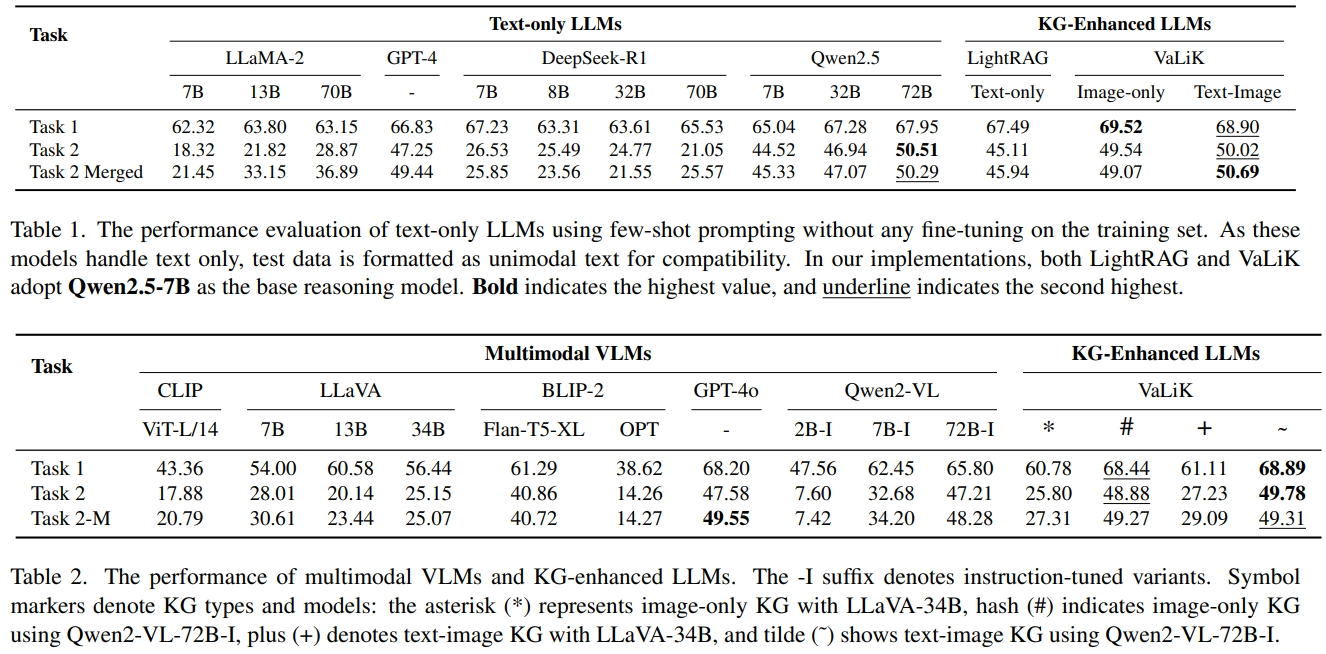 Task Text-only LLMs KG-Enhanced LLMs
LLaMA-2 GPT-4 DeepSeek-R1 Qwen2.5 LightRAG VaLiK
7B 13B 70B - 7B 8B 32B 70B 7B 32B 72B Text-only Image-only Text-Image
Task 1 62.32 63.80 63.15 66.83 67.23 63.31 63.61 65.53 65.04 67.28 67.95 67.49 69.52 68.90
Task 2 18.32 21.82 28.87 47.25 26.53 25.49 24.77 21.05 44.52 46.94 50.51 45.11 49.54 50.02
Task 2 Merged 21.45 33.15 36.89 49.44 25.85 23.56 21.55 25.57 45.33 47.07 50.29 45.94 49.07 50.69
Table 1. The performance evaluation of text-only LLMs using few-shot prompting without any fine-tuning on the training set. As these
models handle text only, test data is formatted as unimodal text for compatibility. In our implementations, both LightRAG and VaLiK
adopt Qwen2.5-7B as the base reasoning model. Bold indicates the highest value, and underline indicates the second highest.
Task Multimodal VLMs KG-Enhanced LLMs
CLIP LLaVA BLIP-2 GPT-4o Qwen2-VL VaLiK
ViT-L/14 7B 13B 34B Flan-T5-XL OPT - 2B-I 7B-I 72B-I * # + ~
Task 1 43.36 54.00 60.58 56.44 61.29 38.62 68.20 47.56 62.45 65.80 60.78 68.44 61.11 68.89
Task 2 17.88 28.01 20.14 25.15 40.86 14.26 47.58 7.60 32.68 47.21 25.80 48.88 27.23 49.78
Task 2-M 20.79 30.61 23.44 25.07 40.72 14.27 49.55 7.42 34.20 48.28 27.31 49.27 29.09 49.31
Table 2. The performance of multimodal VLMs and KG-enhanced LLMs. The -I suffix denotes instruction-tuned variants. Symbol
markers denote KG types and models: the asterisk (*) represents image-only KG with LLaVA-34B, hash (#) indicates image-only KG
using Qwen2-VL-72B-I, plus (+) denotes text-image KG with LLaVA-34B, and tilde (~) shows text-image KG using Qwen2-VL-72B-I.